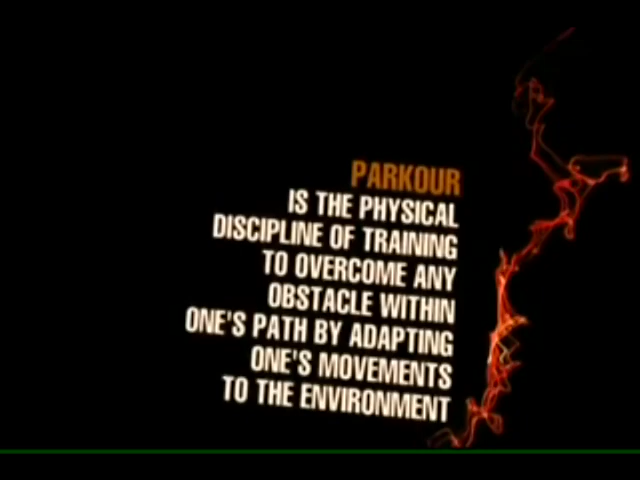 PARKOUR
IS THE PHYSICAL
DISCIPLINE OF TRAINING
TO OVERCOME ANY
OBSTACLE WITHIN
ONE'S PATH BY ADAPTING
ONE'S MOVEMENTS
TO THE ENVIRONMENT